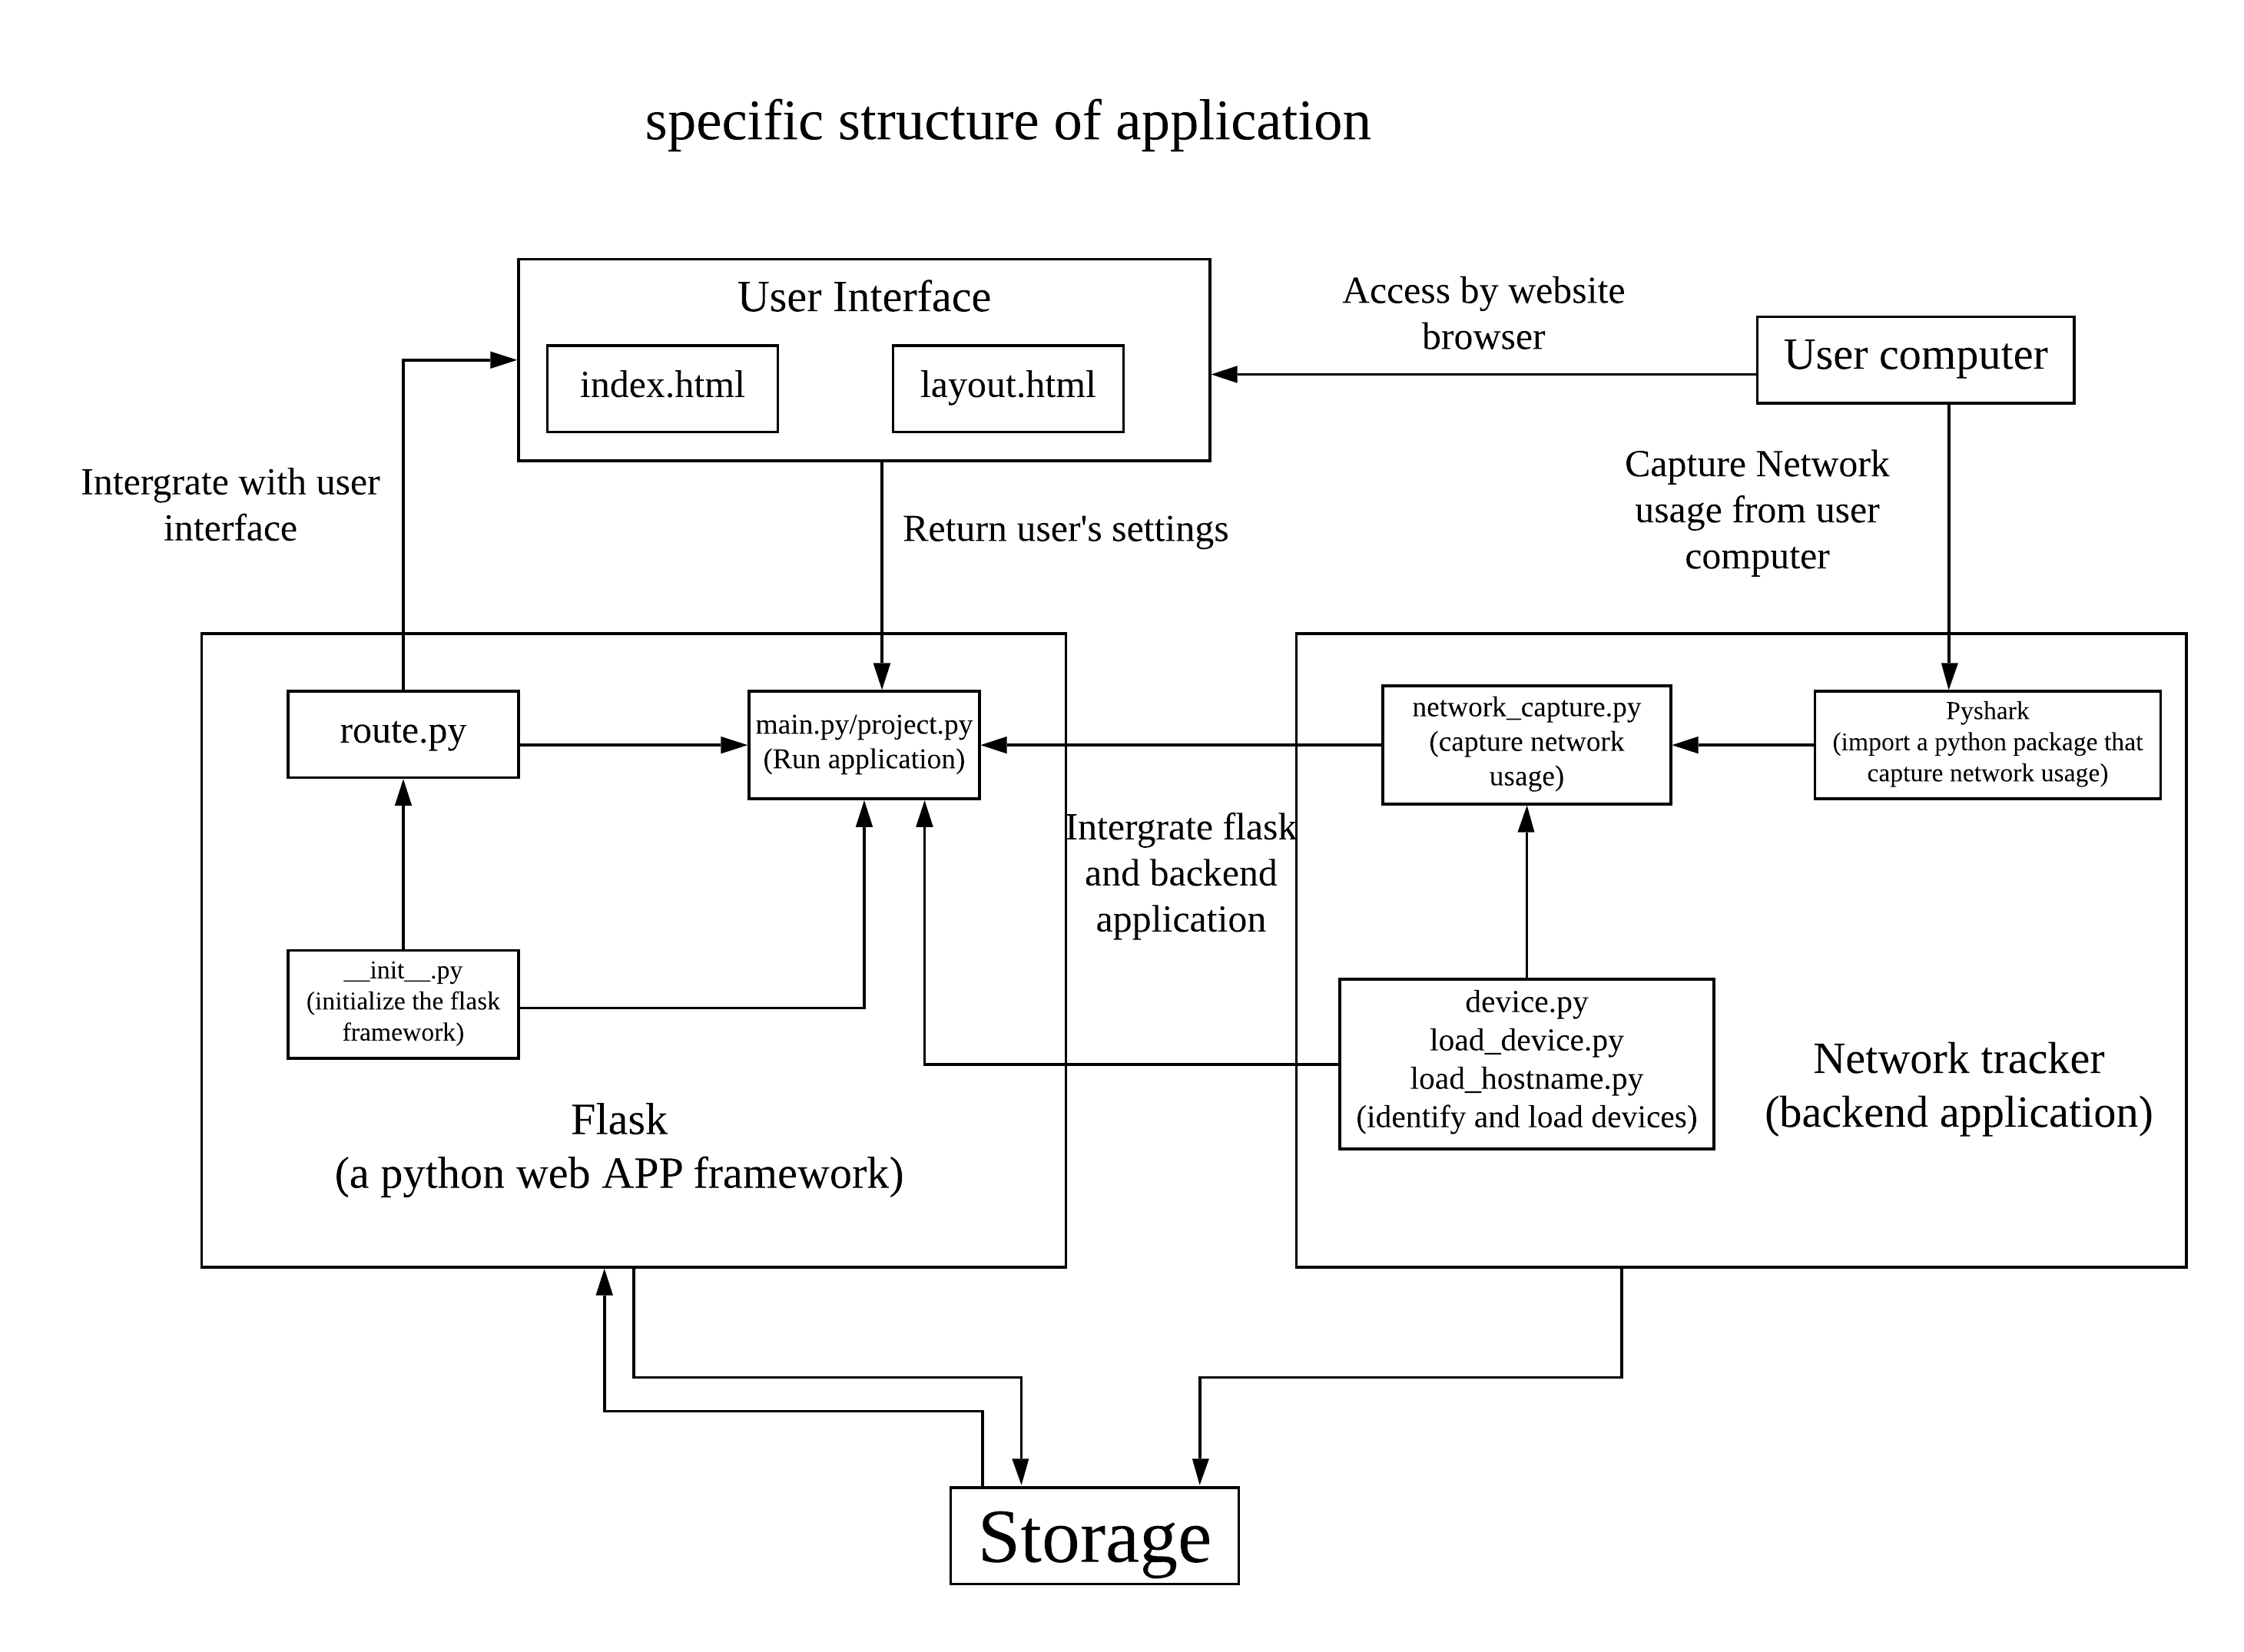 specific structure of application
User Interface
index.html
layout.html
Access by website
browser
User computer
Intergrate with user
interface
Return user's settings
Capture Network
usage from user
computer
route.py
main.py/project.py
(Run application)
network_capture.py
(capture network
usage)
Pyshark
(import a python package that
capture network usage)
Intergrate flask
and backend
application
__init__.py
(initialize the flask
framework)
device.py
load_device.py
load_hostname.py
(identify and load devices)
Network tracker
(backend application)
Flask
(a python web APP framework)
Storage